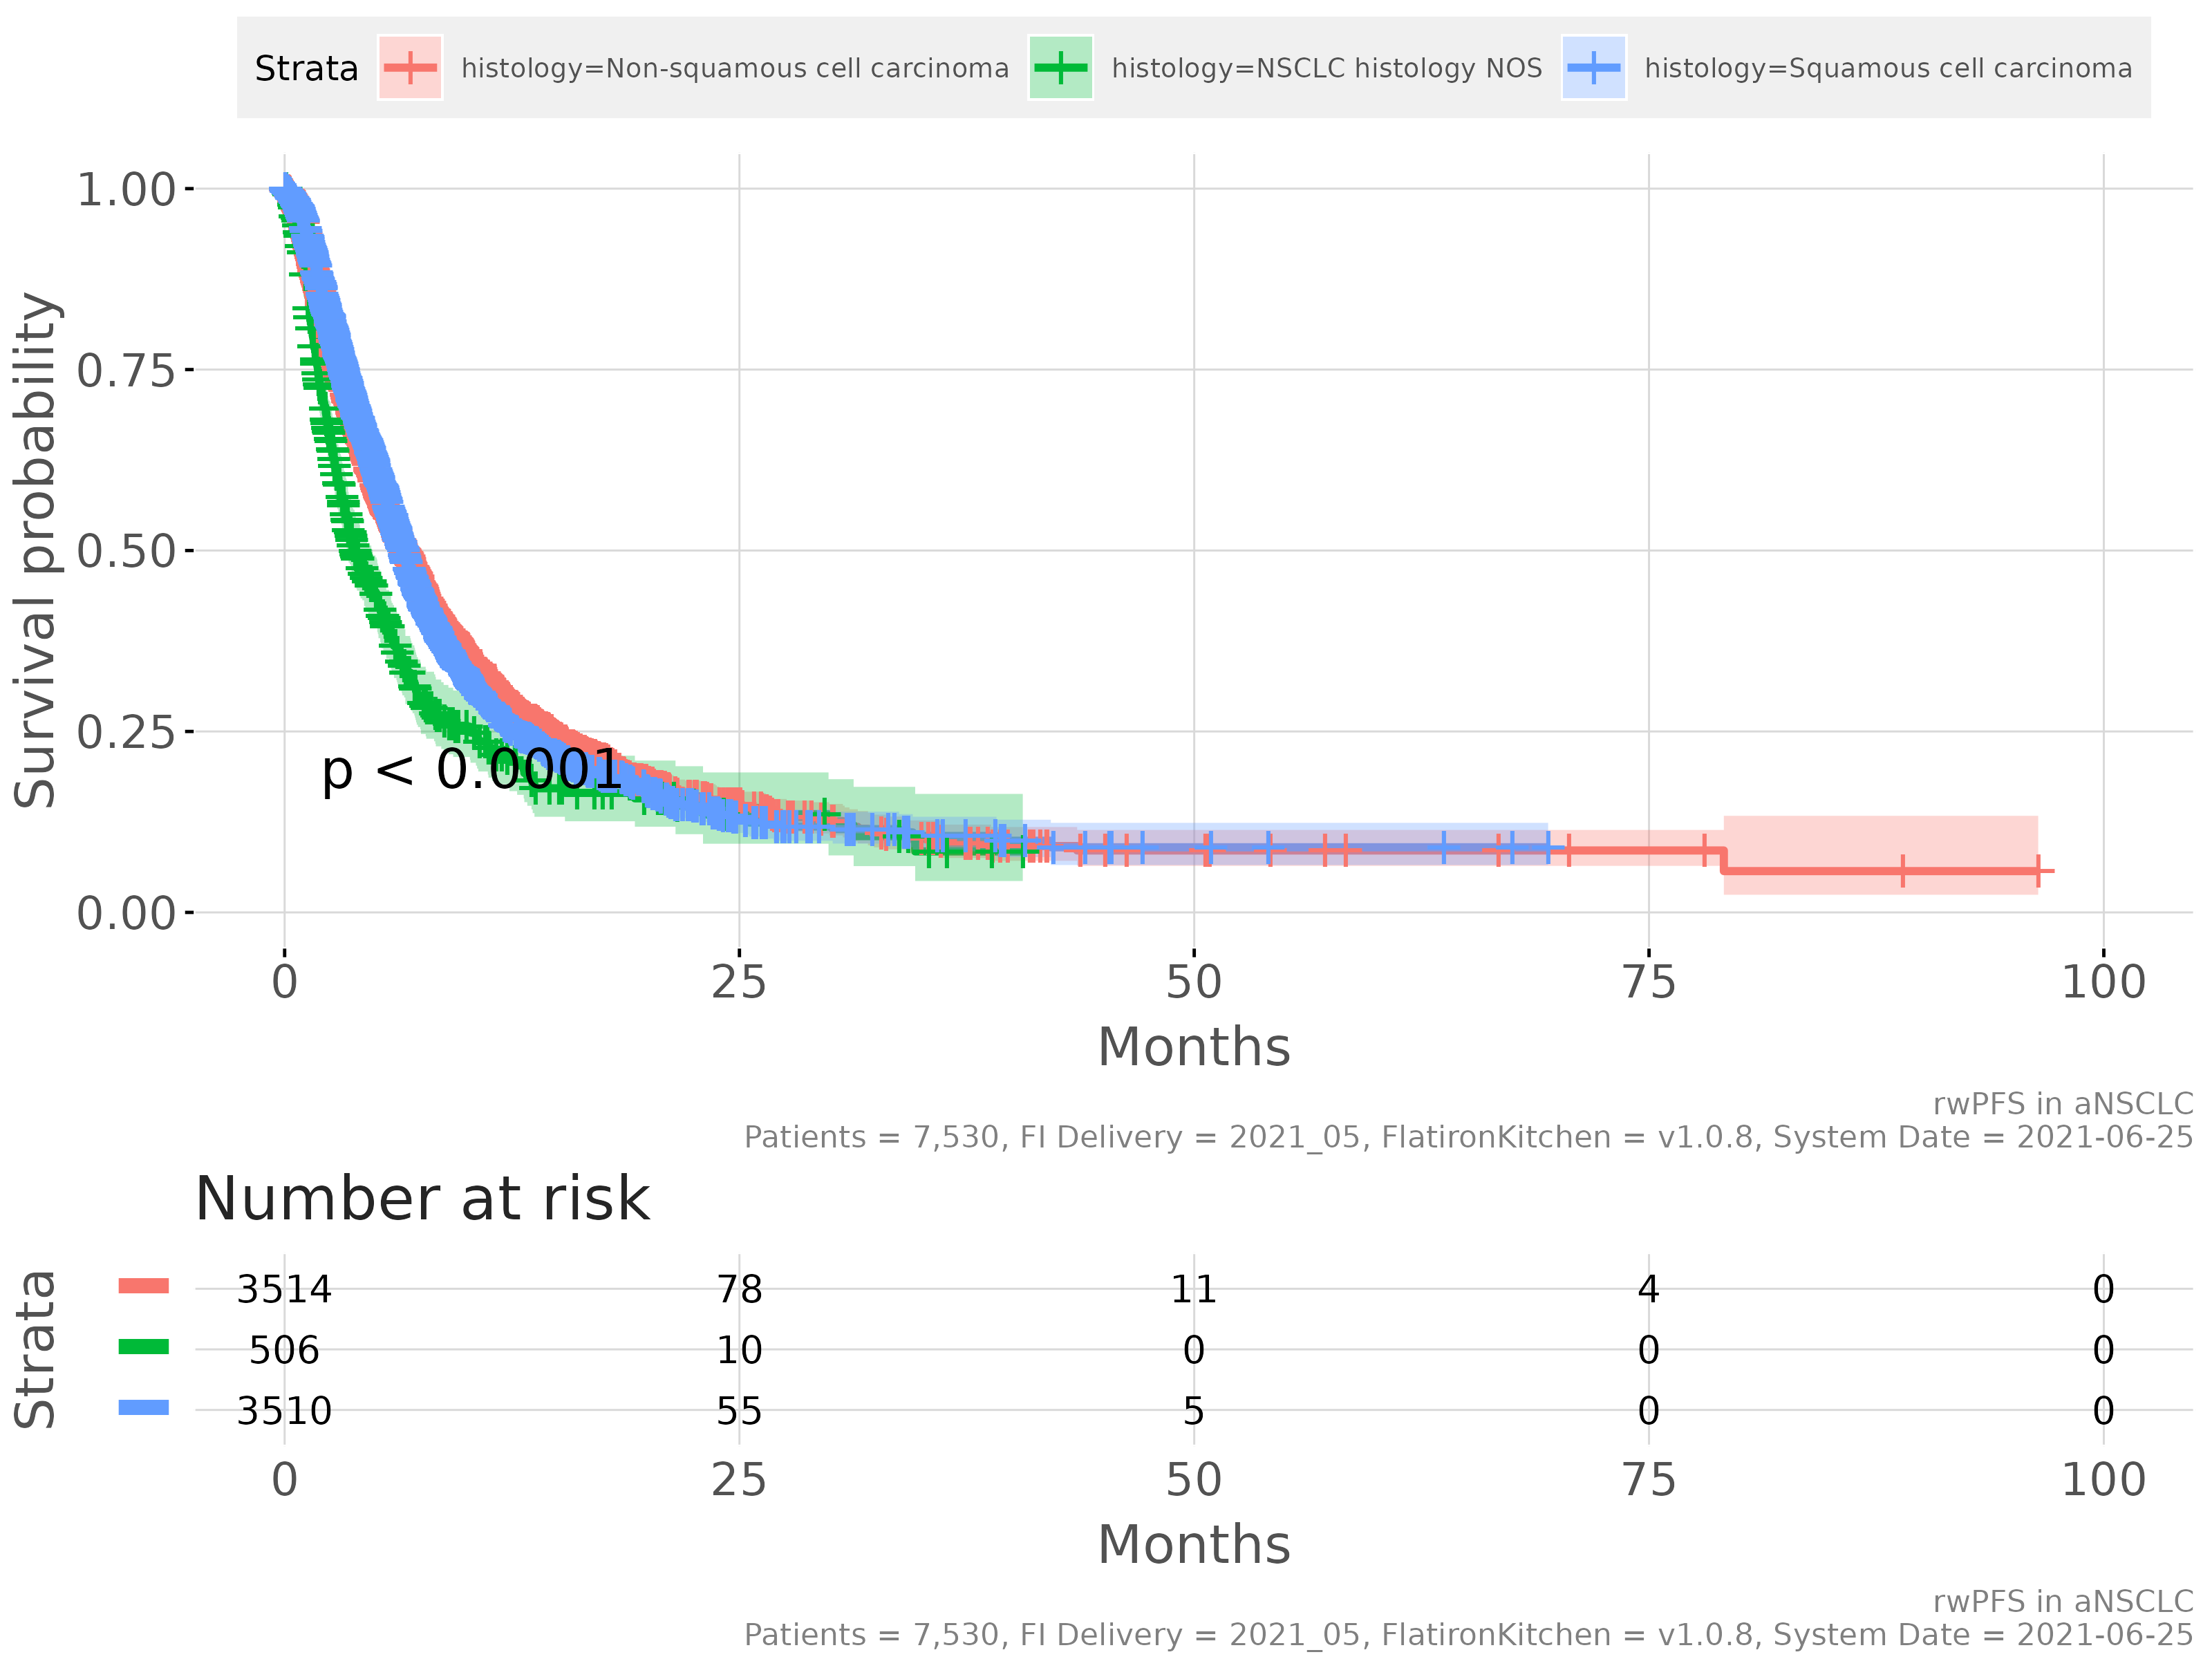 Strata histology=Non-squamous cell carcinoma histology=NSCLC histology NOS histology=Squamous cell carcinoma
Survival probability
1.00
0.75
0.50
0.25
0.00
p < 0.0001
0 25 50 75 100
Months
rwPFS in aNSCLC
Patients = 7,530, FI Delivery = 2021_05, FlatironKitchen = v1.0.8, System Date = 2021-06-25
Number at risk
Strata
3514 78 11 4 0
506 10 0 0 0
3510 55 5 0 0
0 25 50 75 100
Months
rwPFS in aNSCLC
Patients = 7,530, FI Delivery = 2021_05, FlatironKitchen = v1.0.8, System Date = 2021-06-25